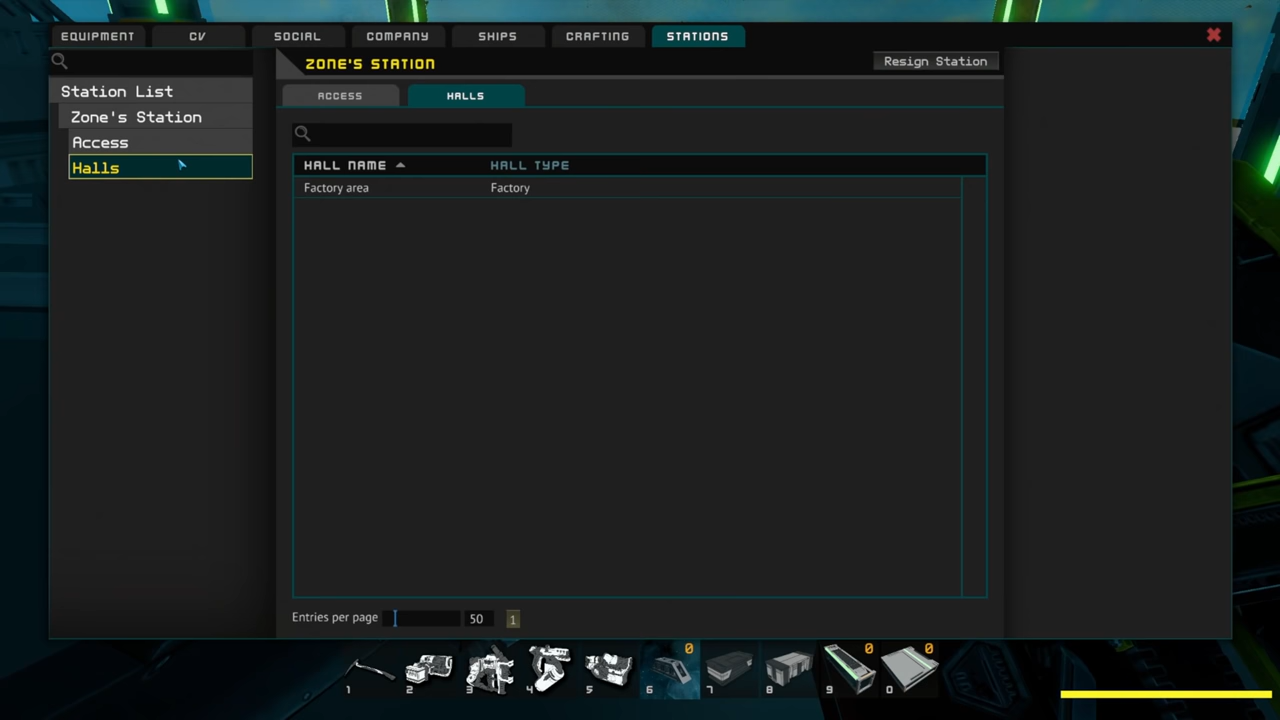 EQUIPMENT CV SOCIAL COMPANY SHIPS CRAFTING STATIONS
Station List
Zone's Station
Access
Halls
ZONE'S STATION
Resign Station
ACCESS HALLS
HALL NAME HALL TYPE
Factory area Factory
Entries per page 50 1
0 0 0
1 2 3 4 5 6 7 8 9 0